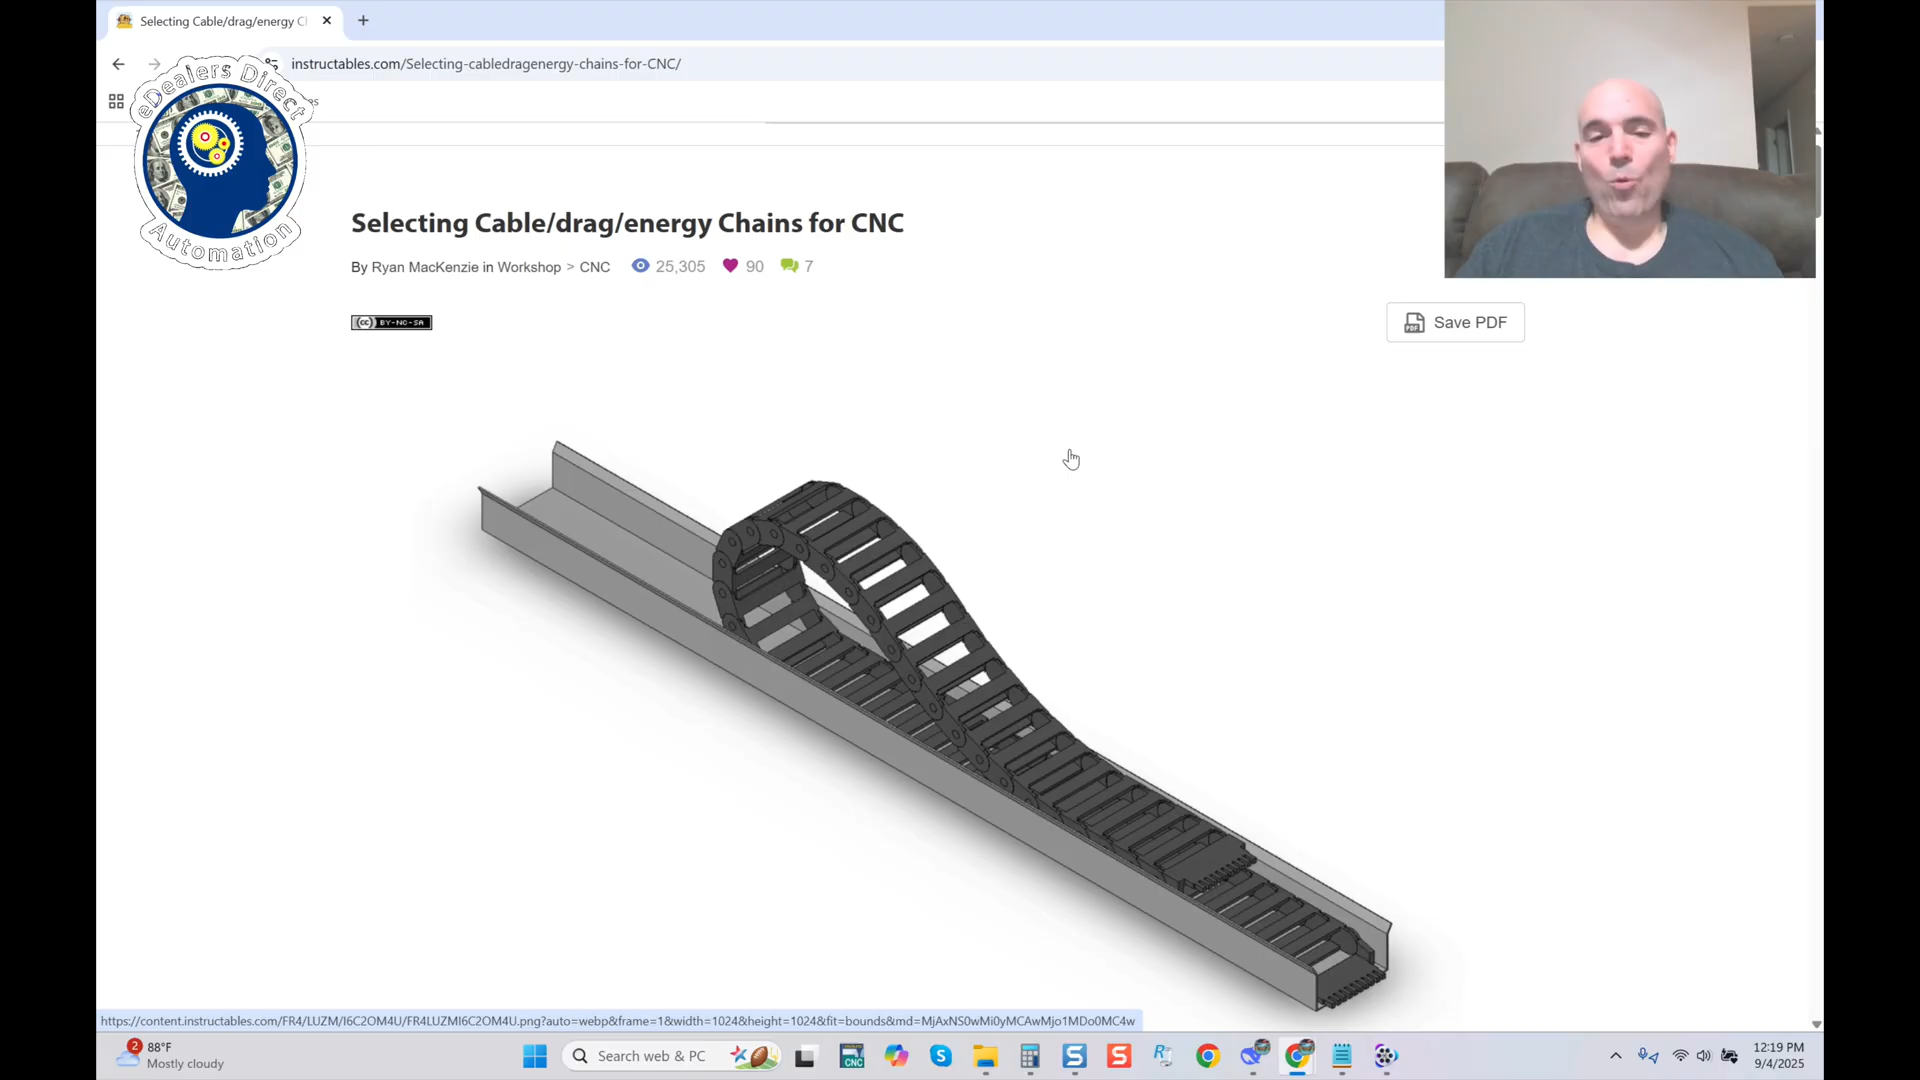 Selecting Cable/drag/energy C
instructables.com/Selecting-cabledragenergy-chains-for-CNC/
eDealers Direct
Automation
Selecting Cable/drag/energy Chains for CNC
By Ryan MacKenzie in Workshop > CNC 25,305 90 7
(cc) BY-NC-SA
PDF Save PDF
https://content.instructables.com/FR4/LUZM/I6C2OM4U/FR4LUZMI6C2OM4U.png?auto=webp&frame=1&width=1024&height=1024&fit=bounds&md=MjAxNS0wMi0yMCAwMjo1MDo0MC4w
2
88°F
Mostly cloudy
Search web & PC
CNC
12:19 PM
9/4/2025